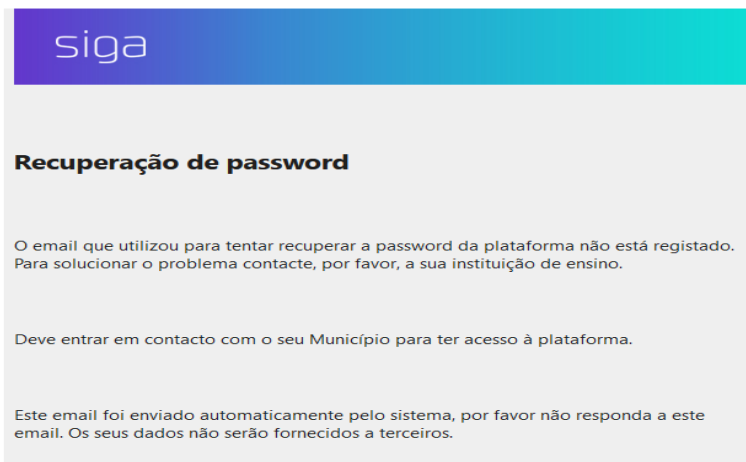 siga
Recuperação de password
O email que utilizou para tentar recuperar a password da plataforma não está registado.
Para solucionar o problema contacte, por favor, a sua instituição de ensino.
Deve entrar em contacto com o seu Município para ter acesso à plataforma.
Este email foi enviado automaticamente pelo sistema, por favor não responda a este
email. Os seus dados não serão fornecidos a terceiros.